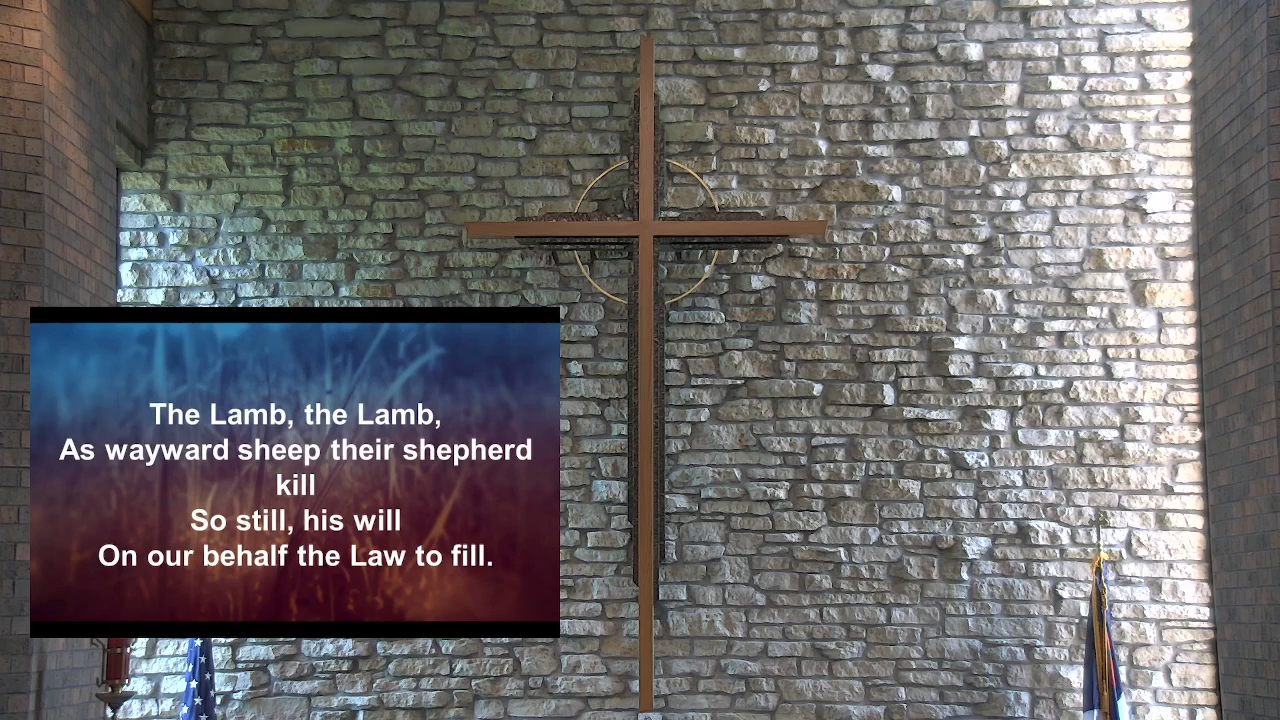 The Lamb, the Lamb,
As wayward sheep their shepherd
kill
So still, his will
On our behalf the Law to fill.